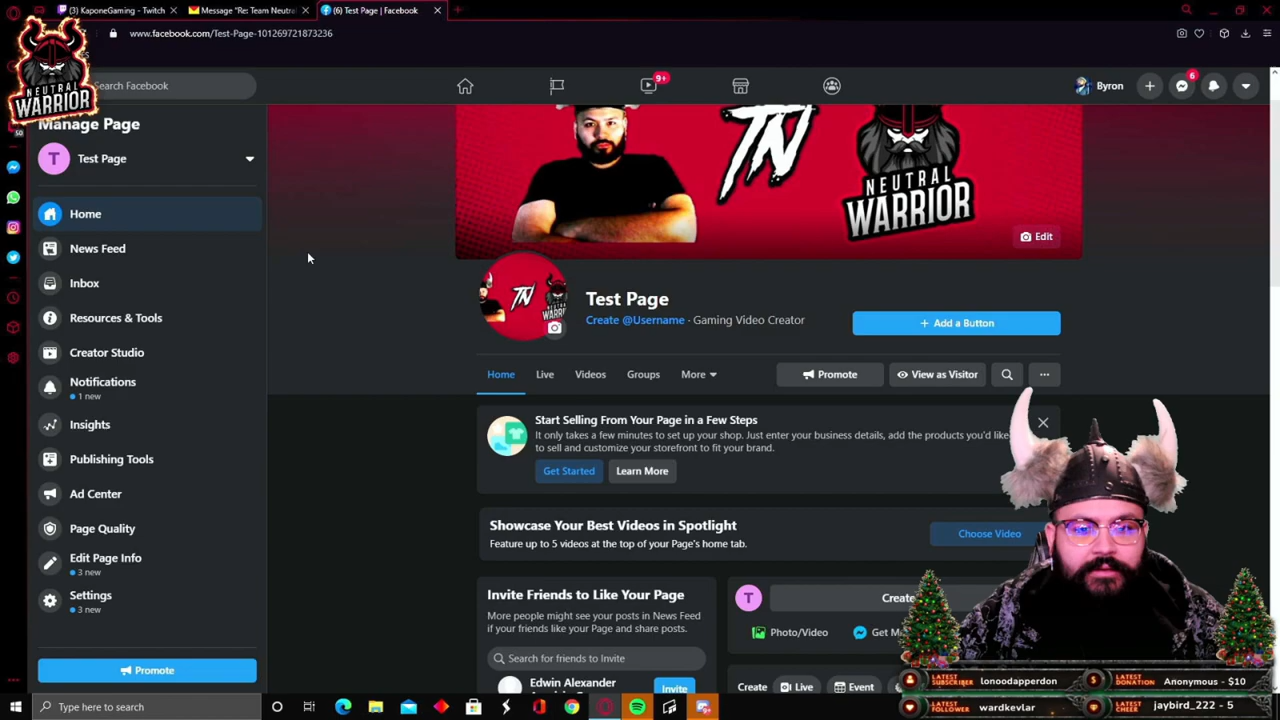 (3) KaponeGaming - Twitch
Message "Re: Team Neutral
(6) Test Page | Facebook
www.facebook.com/Test-Page-101269721873236
NEUTRAL
WARRIOR
Search Facebook
9+
Byron
6
Manage Page
T
Test Page
Home
News Feed
Inbox
Resources & Tools
Creator Studio
Notifications
1 new
Insights
Publishing Tools
Ad Center
Page Quality
Edit Page Info
3 new
Settings
3 new
Promote
50
TN
NEUTRAL
WARRIOR
Edit
TN
Test Page
Create @Username · Gaming Video Creator
+ Add a Button
Home
Live
Videos
Groups
More
Promote
View as Visitor
Start Selling From Your Page in a Few Steps
It only takes a few minutes to set up your shop. Just enter your business details, add the products you'd like
to sell and customize your storefront to fit your brand.
Get Started
Learn More
Showcase Your Best Videos in Spotlight
Feature up to 5 videos at the top of your Page's home tab.
Choose Video
Invite Friends to Like Your Page
More people might see your posts in News Feed
if your friends like your Page and share posts.
Search for friends to Invite
Edwin Alexander
Invite
T
Create
Photo/Video
Get M
Create
Live
Event
LATEST SUBSCRIBER
lonoodapperdon
LATEST DONATION
Anonymous - $10
LATEST FOLLOWER
wardkevlar
LATEST CHEER
jaybird_222 - 5
Type here to search